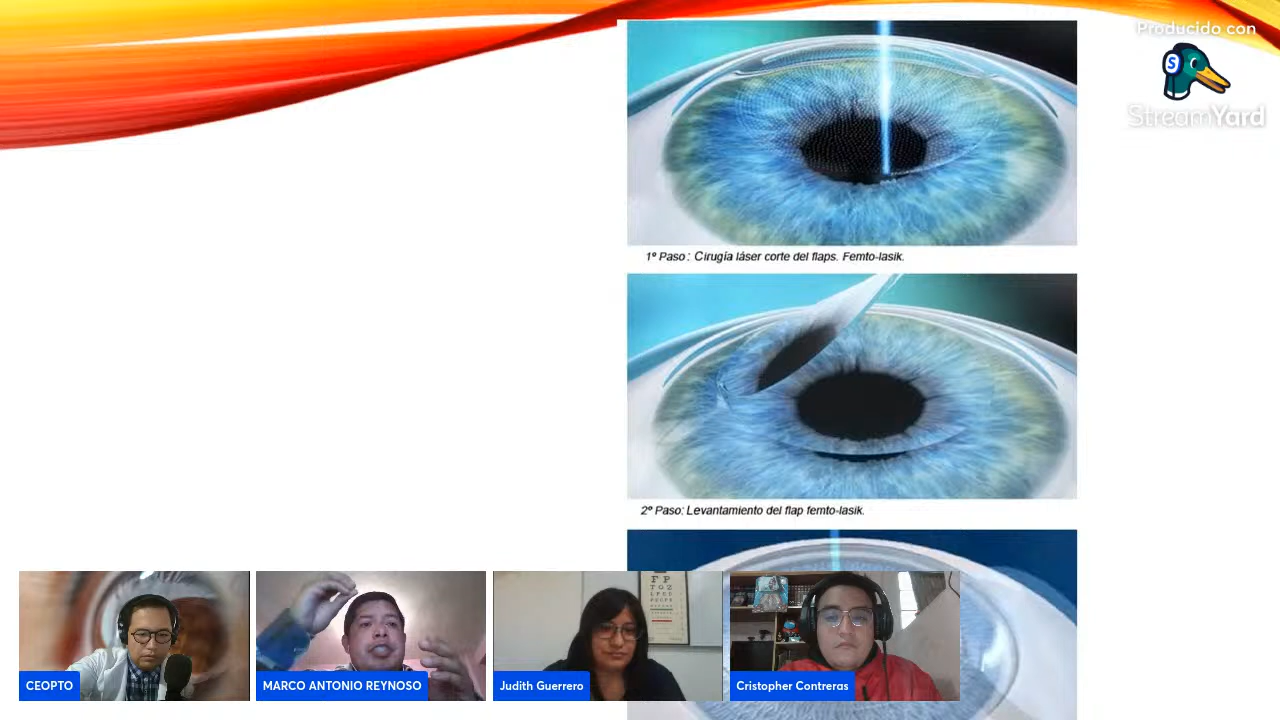 Producido con
StreamYard
1º Paso: Cirugía láser corte del flaps. Femto-lasik.
2º Paso: Levantamiento del flap femto-lasik.
F P
T O Z
L P E D
CEOPTO
MARCO ANTONIO REYNOSO
Judith Guerrero
Cristopher Contreras